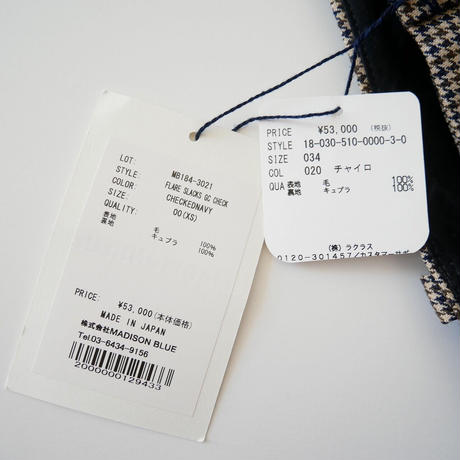 LOT:
STYLE: MB184-3021
COLOR: FLARE SLACKS GC CHECK
SIZE: CHECKEDNAVY
QUALITY: 00(XS)
表地 毛 100%
裏地 キュプラ 100%
PRICE: ¥53,000(本体価格)
MADE IN JAPAN
株式会社MADISON BLUE
Tel.03-6434-9156
2000000129433
PRICE ¥53,000 (税抜)
STYLE 18-030-510-0000-3-0
SIZE 034
COL 020 チャイロ
QUA 表地 毛 100%
裏地 キュプラ 100%
(株) ラクラス
0120-301457/カスタマーサポ